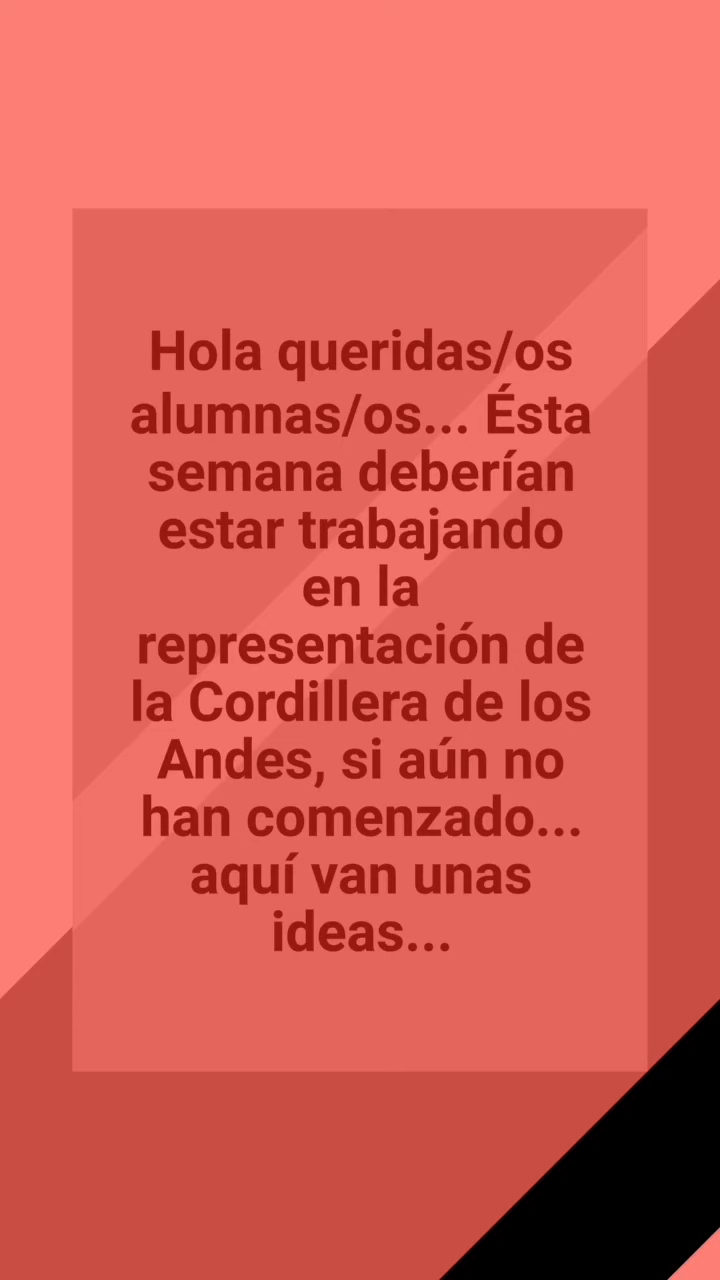 Hola queridas/os
alumnas/os... Ésta
semana deberían
estar trabajando
en la
representación de
la Cordillera de los
Andes, si aún no
han comenzado...
aquí van unas
ideas...